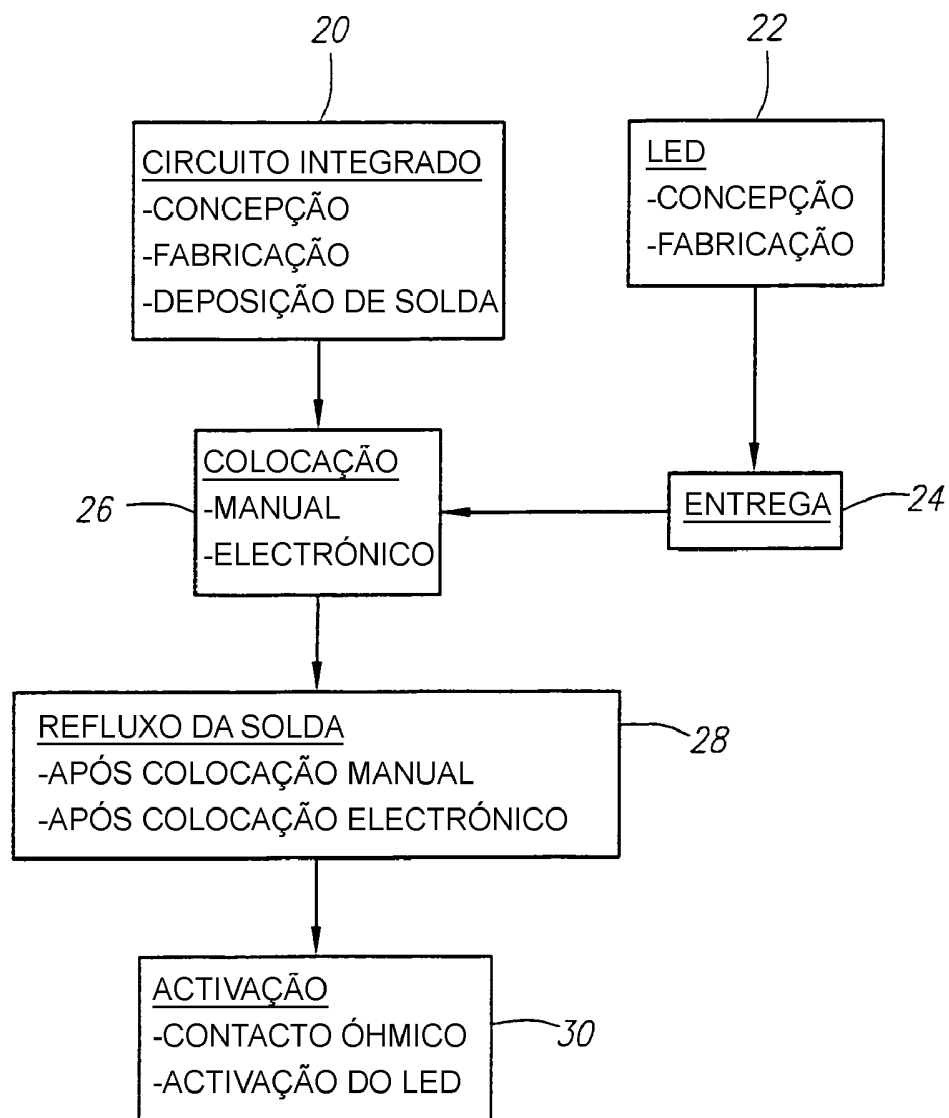 20
22
CIRCUITO INTEGRADO
-CONCEPÇÃO
-FABRICAÇÃO
-DEPOSIÇÃO DE SOLDA
LED
-CONCEPÇÃO
-FABRICAÇÃO
26
COLOCAÇÃO
-MANUAL
-ELECTRÓNICO
ENTREGA
24
REFLUXO DA SOLDA
-APÓS COLOCAÇÃO MANUAL
-APÓS COLOCAÇÃO ELECTRÓNICO
28
ACTIVAÇÃO
-CONTACTO ÓHMICO
-ACTIVAÇÃO DO LED
30